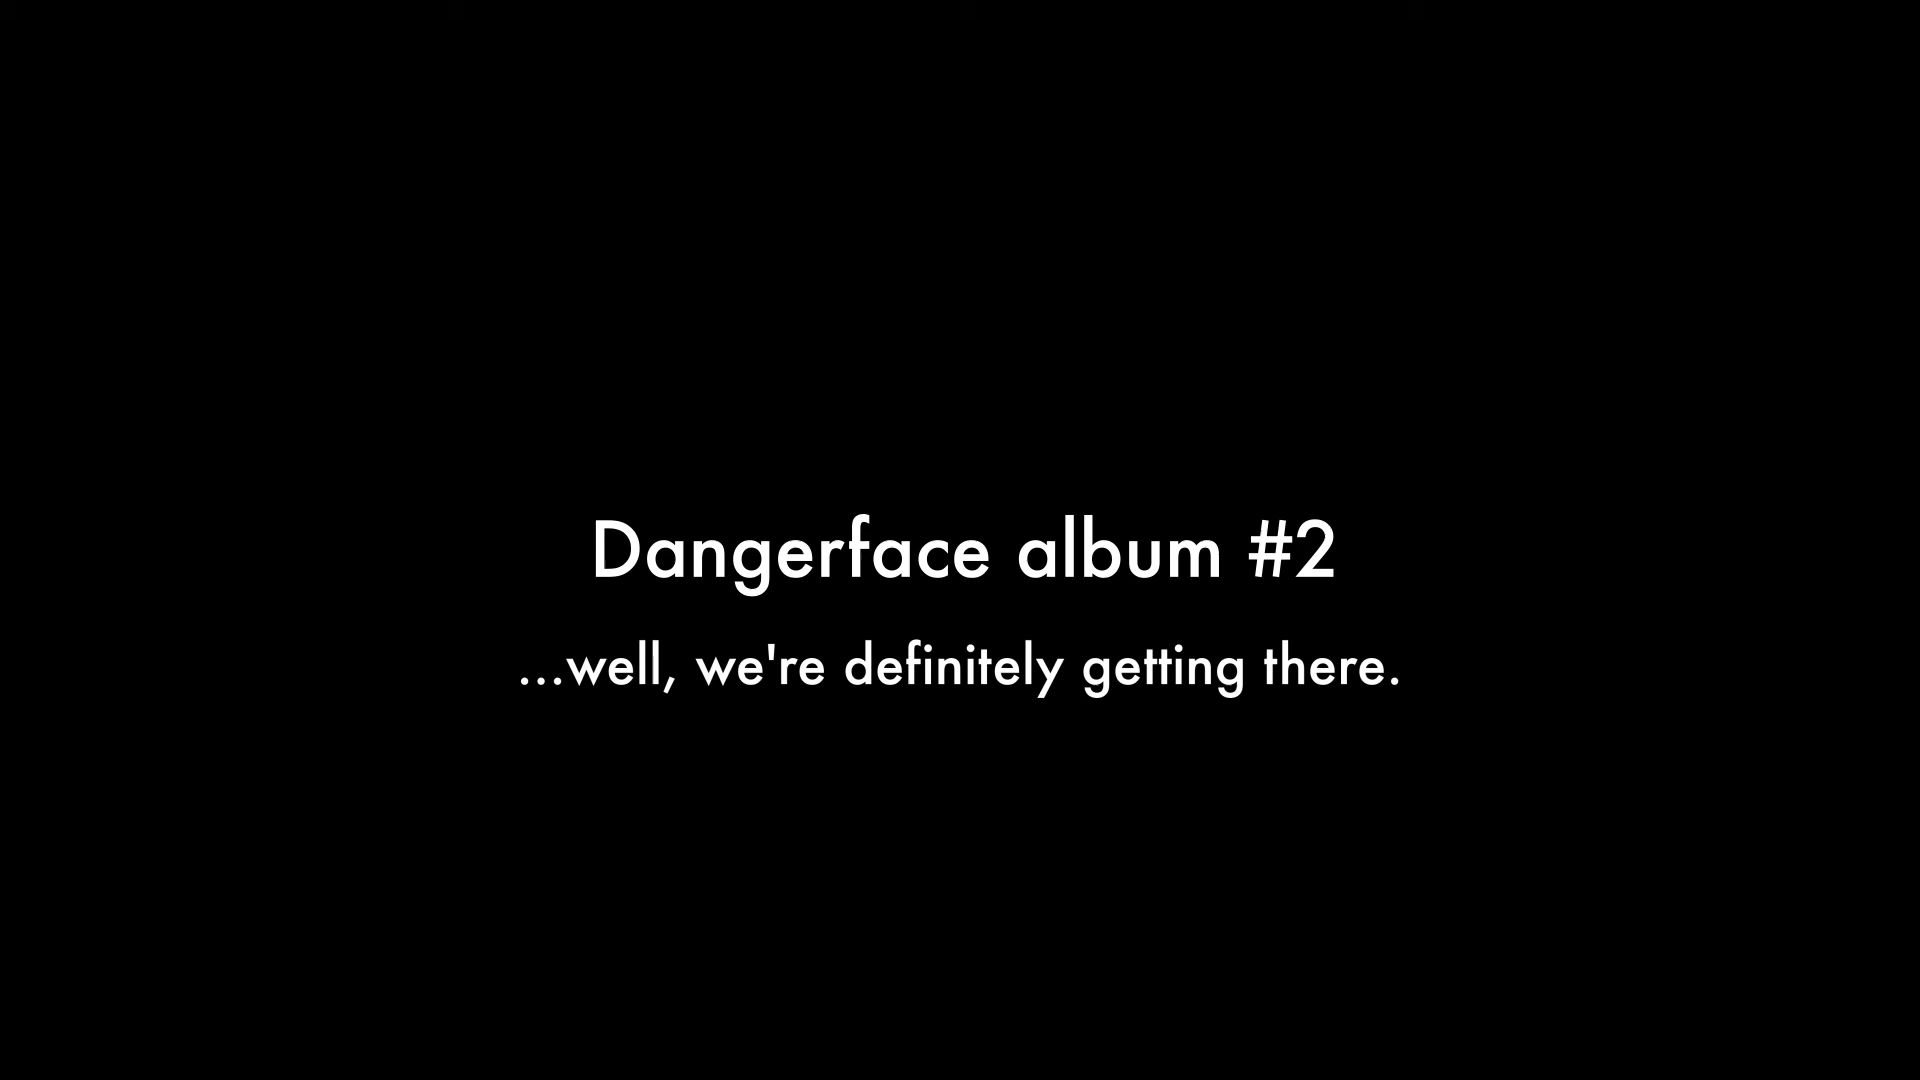 Dangerface album #2
...well, we're definitely getting there.